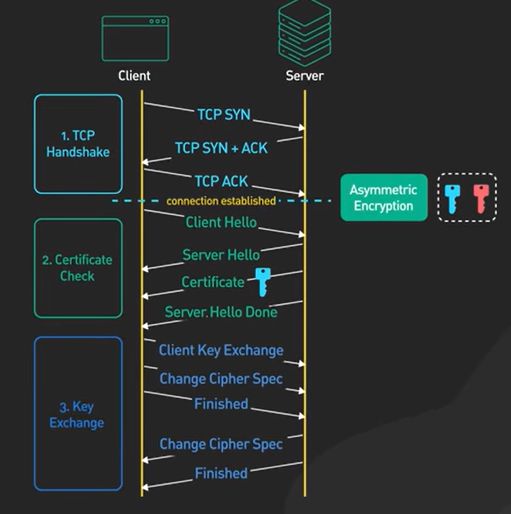 Client
Server
1. TCP
Handshake
TCP SYN
TCP SYN + ACK
TCP ACK
connection established
Asymmetric
Encryption
2. Certificate
Check
Client Hello
Server Hello
Certificate
Server.Hello Done
3. Key
Exchange
Client Key Exchange
Change Cipher Spec
Finished
Change Cipher Spec
Finished